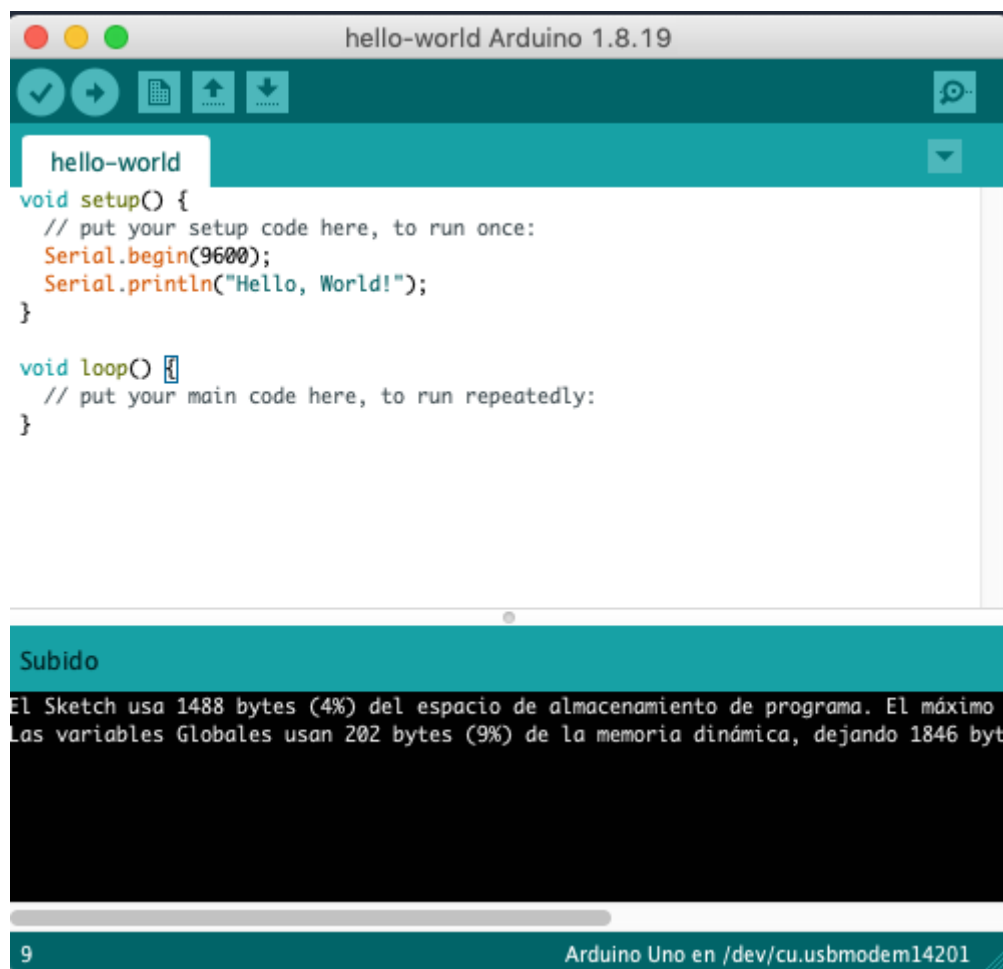 hello-world Arduino 1.8.19
hello-world
void setup() {
  // put your setup code here, to run once:
  Serial.begin(9600);
  Serial.println("Hello, World!");
}
void loop() {
  // put your main code here, to run repeatedly:
}
Subido
El Sketch usa 1488 bytes (4%) del espacio de almacenamiento de programa. El máximo
Las variables Globales usan 202 bytes (9%) de la memoria dinámica, dejando 1846 byt
9 Arduino Uno en /dev/cu.usbmodem14201